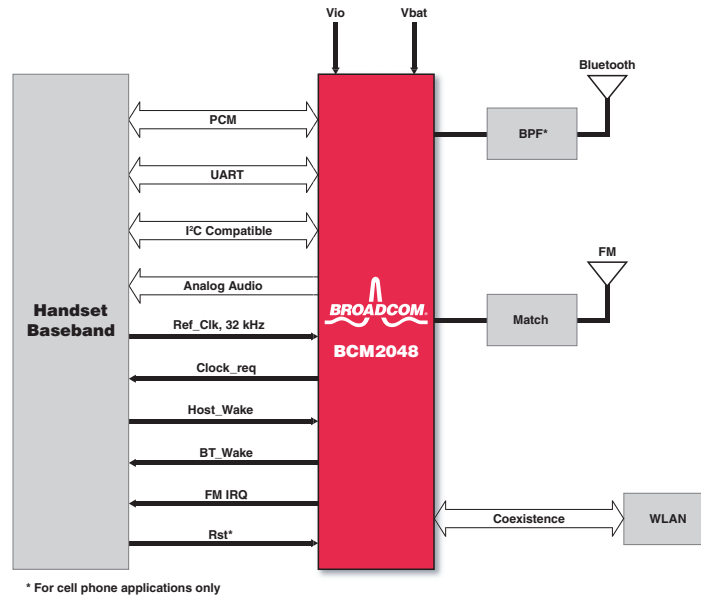 Vio
Vbat
Bluetooth
PCM
BPF*
UART
I²C Compatible
FM
Analog Audio
Handset
Baseband
BROADCOM®
Match
Ref_Clk, 32 kHz
BCM2048
Clock_req
Host_Wake
BT_Wake
FM IRQ
Coexistence
WLAN
Rst*
* For cell phone applications only